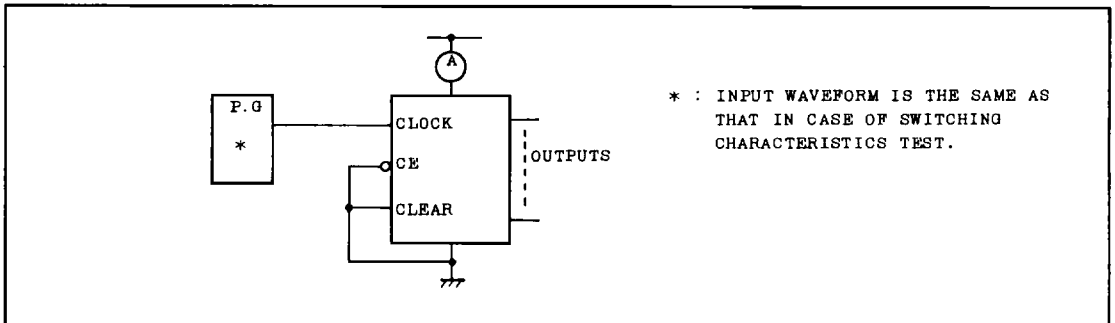 A
P.G
*
CLOCK
CE
CLEAR
OUTPUTS
* : INPUT WAVEFORM IS THE SAME AS
THAT IN CASE OF SWITCHING
CHARACTERISTICS TEST.